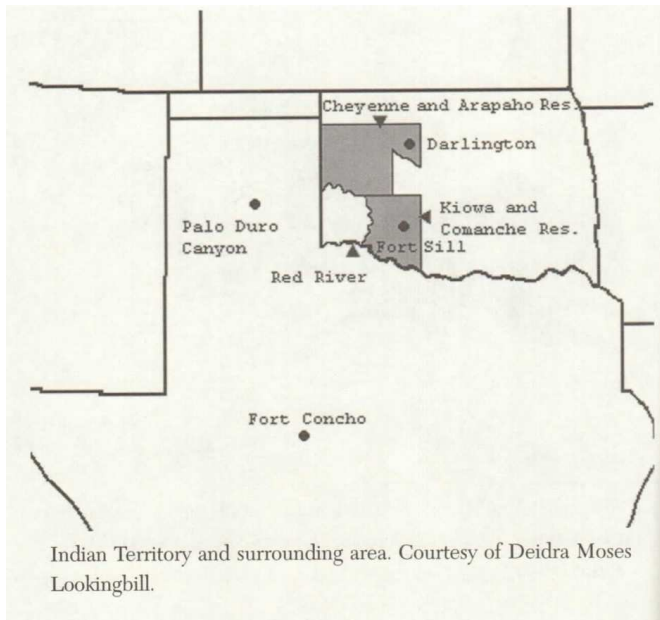 Cheyenne and Arapaho Res.
Darlington
Kiowa and
Comanche Res.
Palo Duro
Canyon
Fort Sill
Red River
Fort Concho
Indian Territory and surrounding area. Courtesy of Deidra Moses
Lookingbill.